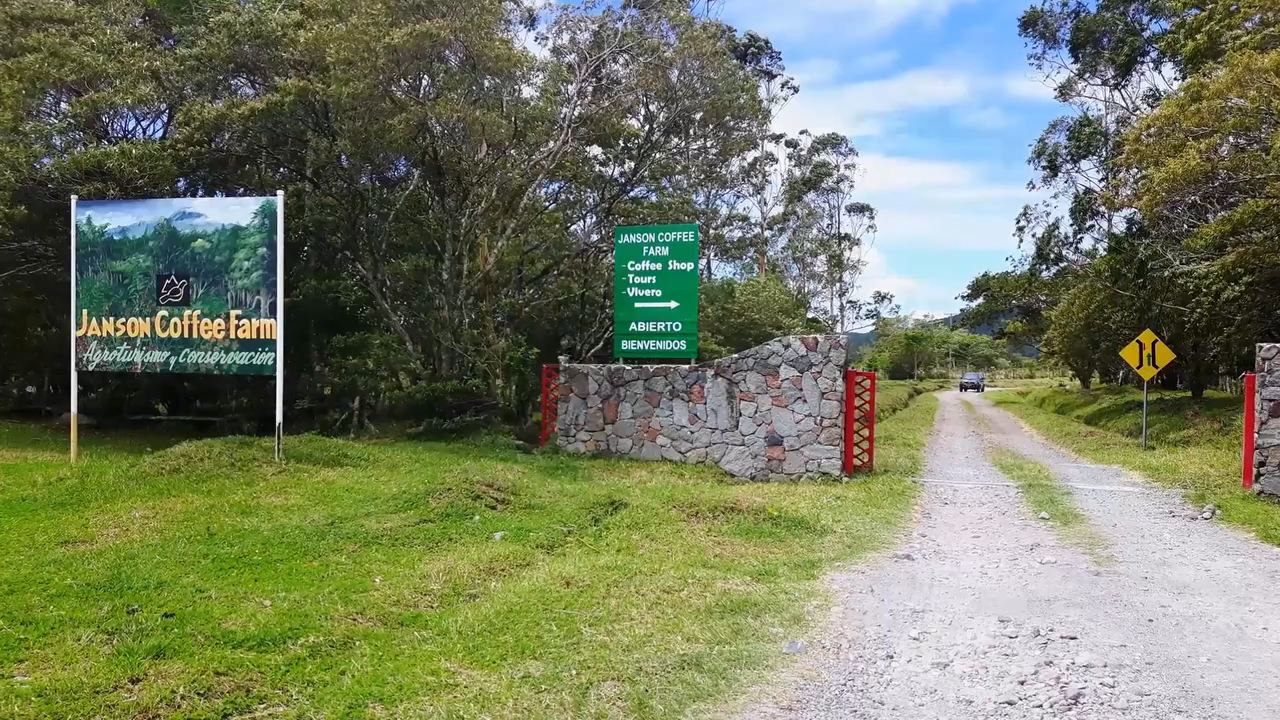 JANSON COFFEE FARM
Agroturismo y conservación
JANSON COFFEE
FARM
- Coffee Shop
- Tours
- Vivero
ABIERTO
BIENVENIDOS